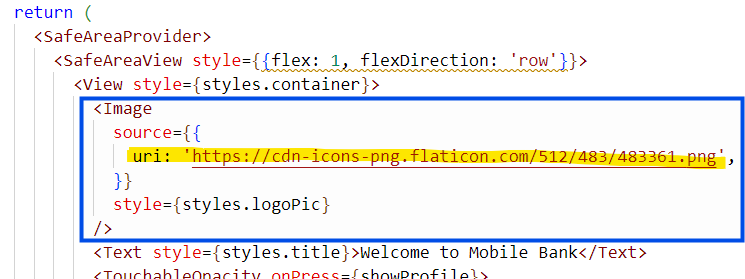 return (
<SafeAreaProvider>
<SafeAreaView style={{flex: 1, flexDirection: 'row'}}>
<View style={styles.container}>
<Image
source={{
uri: 'https://cdn-icons-png.flaticon.com/512/483/483361.png',
}}
style={styles.logoPic}
/>
<Text style={styles.title}>Welcome to Mobile Bank</Text>
<TouchableOpacity onPress={showProfile}>